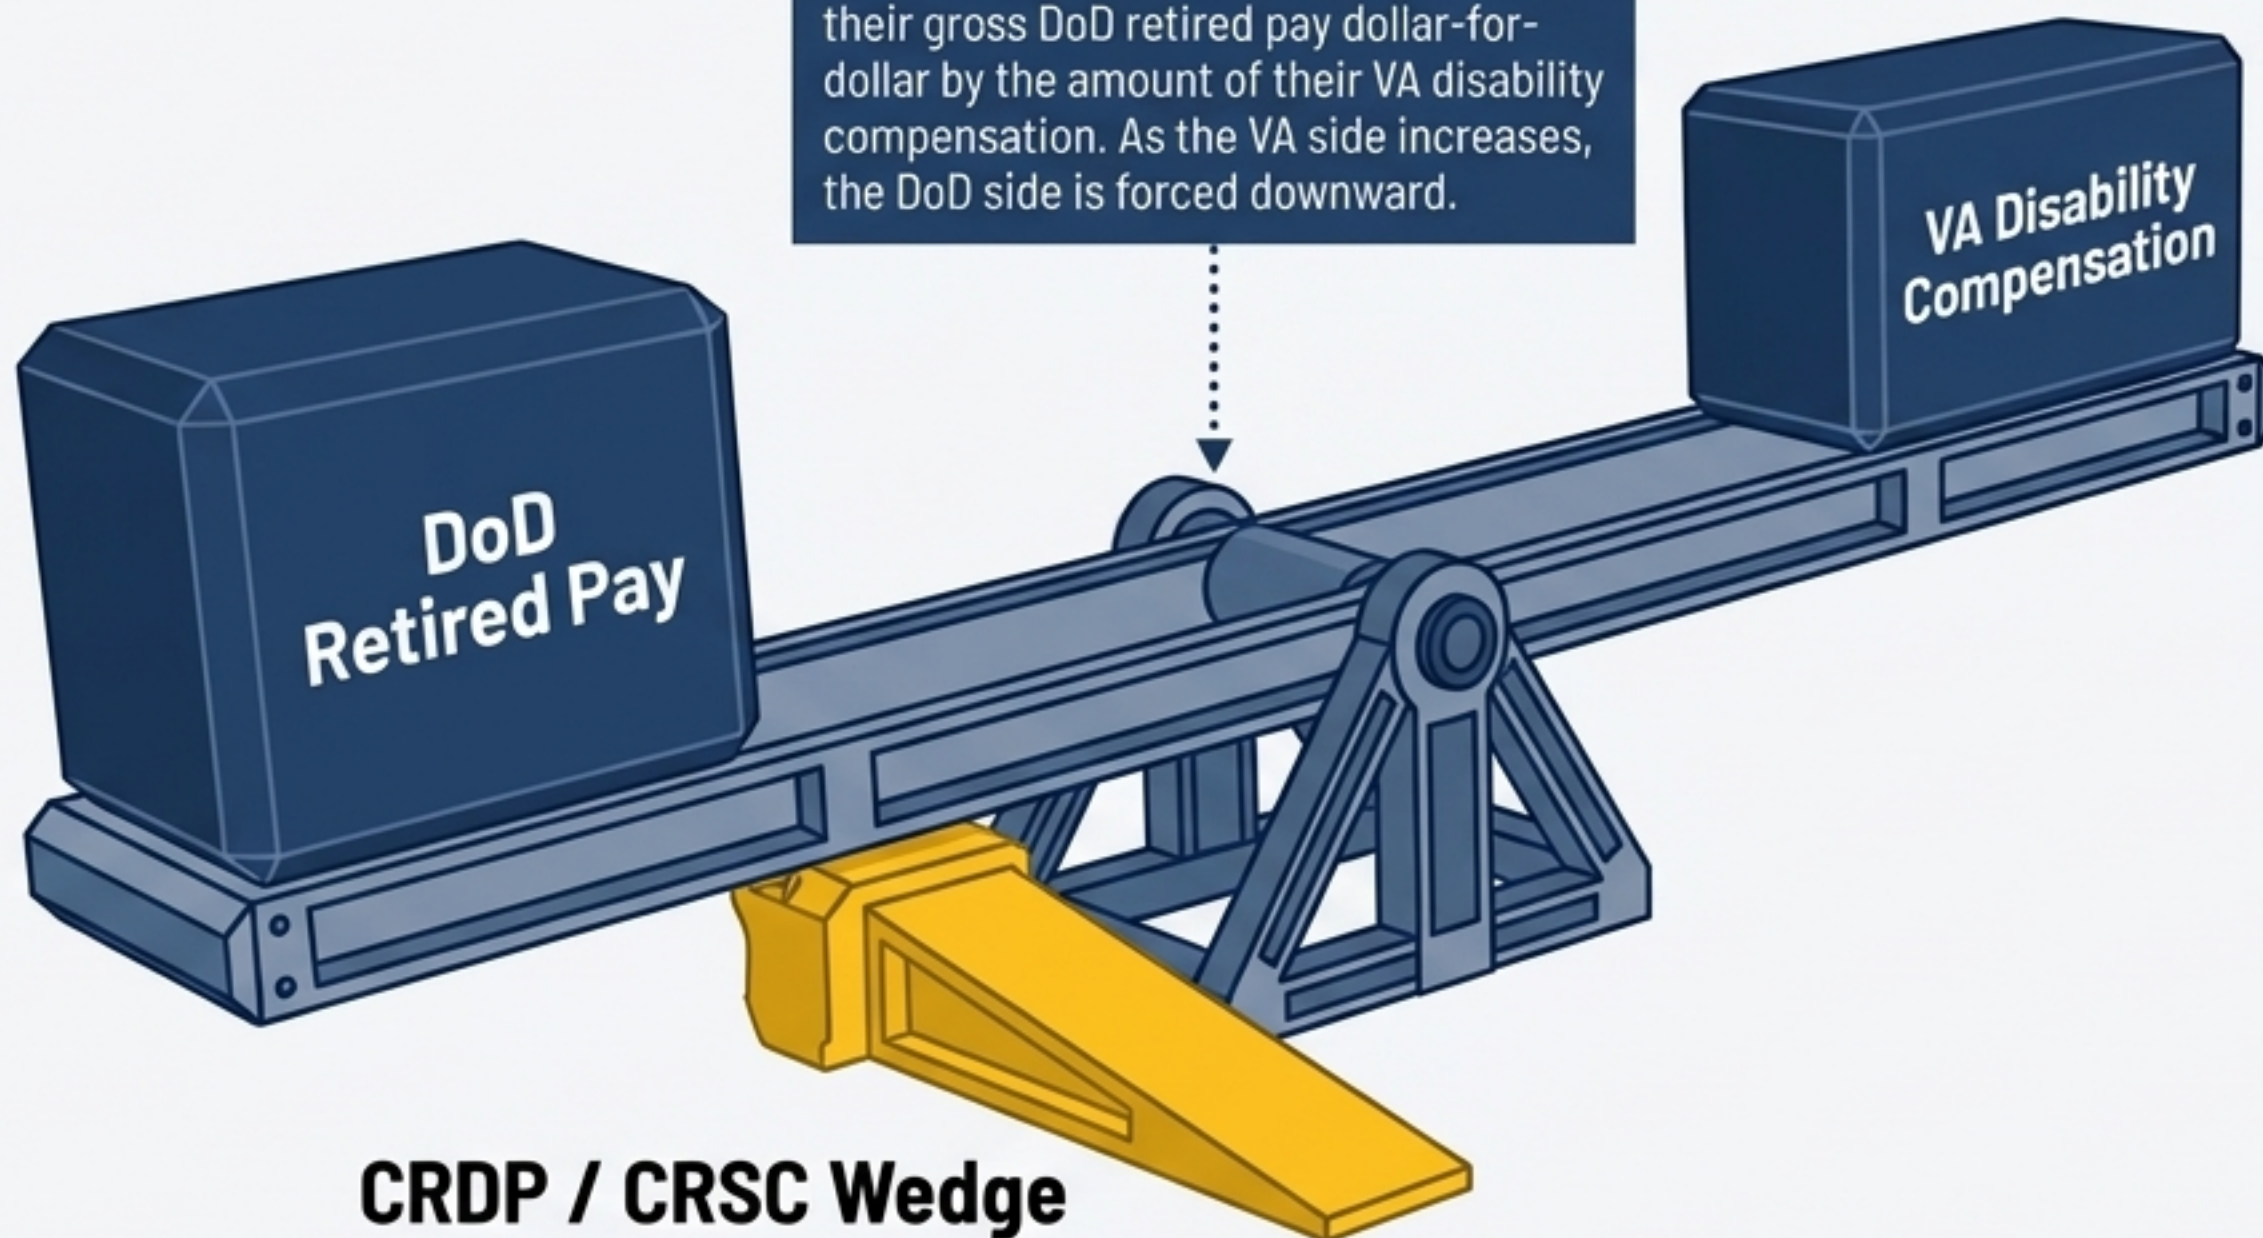 their gross DoD retired pay dollar-for-
dollar by the amount of their VA disability
compensation. As the VA side increases,
the DoD side is forced downward.
VA Disability
Compensation
DoD
Retired Pay
CRDP / CRSC Wedge